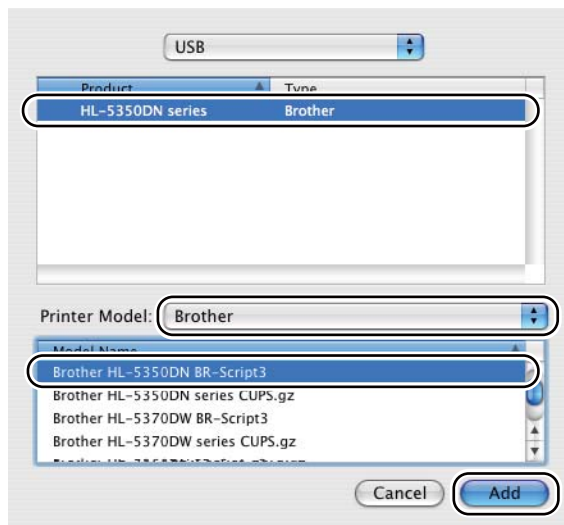 USB
Product Type
HL-5350DN series Brother
Printer Model: Brother
Model Name
Brother HL-5350DN BR-Script3
Brother HL-5350DN series CUPS.gz
Brother HL-5370DW BR-Script3
Brother HL-5370DW series CUPS.gz
Cancel Add